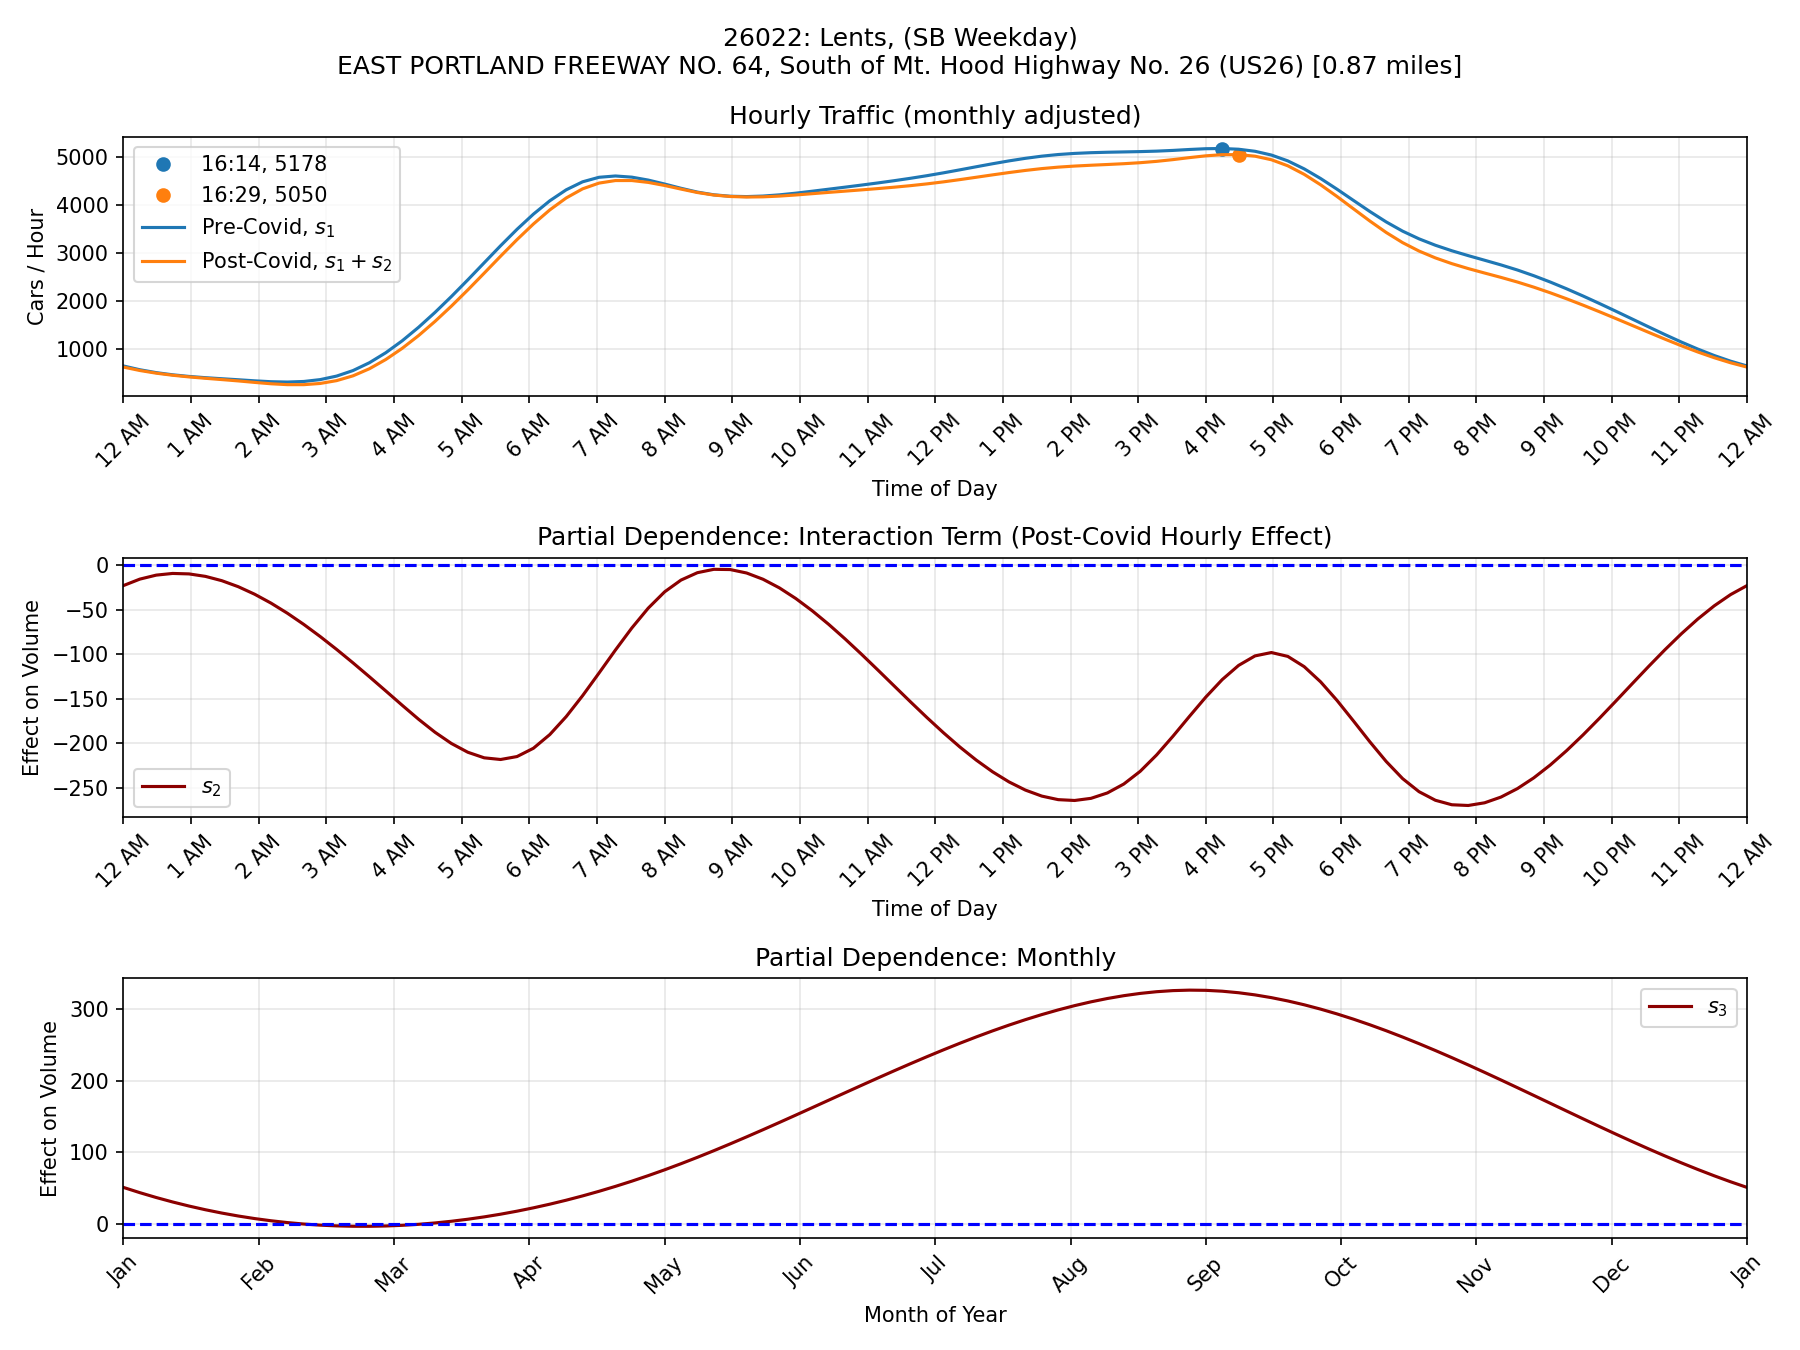 26022: Lents, (SB Weekday)
EAST PORTLAND FREEWAY NO. 64, South of Mt. Hood Highway No. 26 (US26) [0.87 miles]
Hourly Traffic (monthly adjusted)
Cars / Hour
5000
4000
3000
2000
1000
16:14, 5178
16:29, 5050
Pre-Covid, s₁
Post-Covid, s₁ + s₂
12 AM 1 AM 2 AM 3 AM 4 AM 5 AM 6 AM 7 AM 8 AM 9 AM 10 AM 11 AM 12 PM 1 PM 2 PM 3 PM 4 PM 5 PM 6 PM 7 PM 8 PM 9 PM 10 PM 11 PM 12 AM
Time of Day
Partial Dependence: Interaction Term (Post-Covid Hourly Effect)
Effect on Volume
0
−50
−100
−150
−200
−250
s₂
12 AM 1 AM 2 AM 3 AM 4 AM 5 AM 6 AM 7 AM 8 AM 9 AM 10 AM 11 AM 12 PM 1 PM 2 PM 3 PM 4 PM 5 PM 6 PM 7 PM 8 PM 9 PM 10 PM 11 PM 12 AM
Time of Day
Partial Dependence: Monthly
Effect on Volume
300
200
100
0
s₃
Jan Feb Mar Apr May Jun Jul Aug Sep Oct Nov Dec Jan
Month of Year